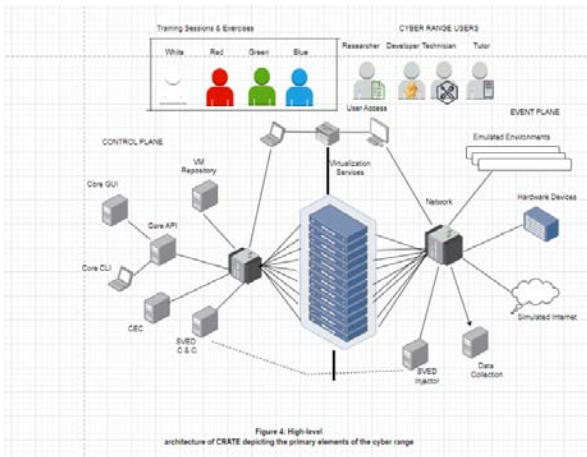 Training Sessions & Exercises
CYBER RANGE USERS
White
Red
Green
Blue
Researcher
Developer
Technician
Tutor
User Access
EVENT PLANE
CONTROL PLANE
Emulated Environments
VM
Repository
Virtualization
Services
Core GUI
Network
Hardware Devices
Core API
Core CLI
Simulated Internet
CEC
SVED
C & C
SVED
Injector
Data
Collection
Figure 4: High-level
architecture of CRATE depicting the primary elements of the cyber range